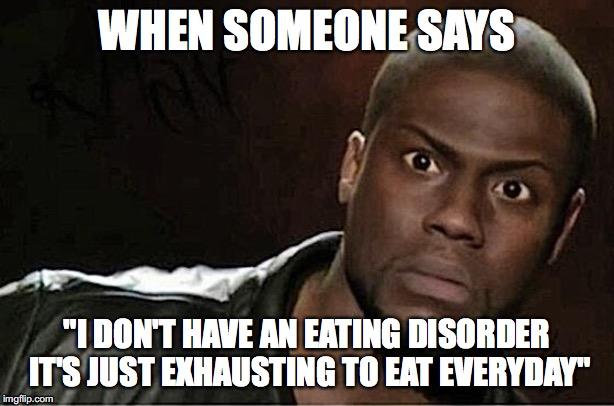 WHEN SOMEONE SAYS
"I DON'T HAVE AN EATING DISORDER
IT'S JUST EXHAUSTING TO EAT EVERYDAY"
imgflip.com